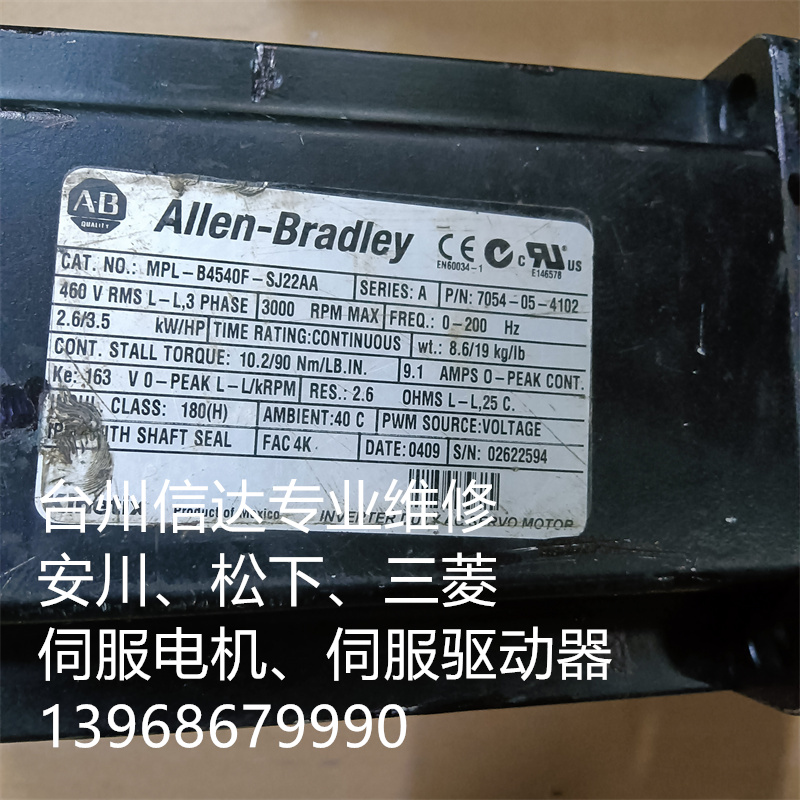 A-B
QUALITY
Allen-Bradley
CE
EN60034-1
c RU US
E146578
CAT. NO.: MPL-B4540F-SJ22AA
SERIES: A
P/N: 7054-05-4102
460 V RMS L-L,3 PHASE
3000 RPM MAX
FREQ.: 0-200 Hz
2.6/3.5 kW/HP
TIME RATING:CONTINUOUS
wt.: 8.6/19 kg/lb
CONT. STALL TORQUE: 10.2/90 Nm/LB.IN.
9.1 AMPS 0-PEAK CONT.
Ke: 163 V 0-PEAK L-L/kRPM
RES.: 2.6 OHMS L-L,25 C.
CLASS: 180(H)
AMBIENT:40 C
PWM SOURCE:VOLTAGE
WITH SHAFT SEAL
FAC 4K
DATE:0409
S/N: 02622594
Product of Mexico
INVERTER MOTOR
台州信达专业维修
安川、松下、三菱
伺服电机、伺服驱动器
13968679990